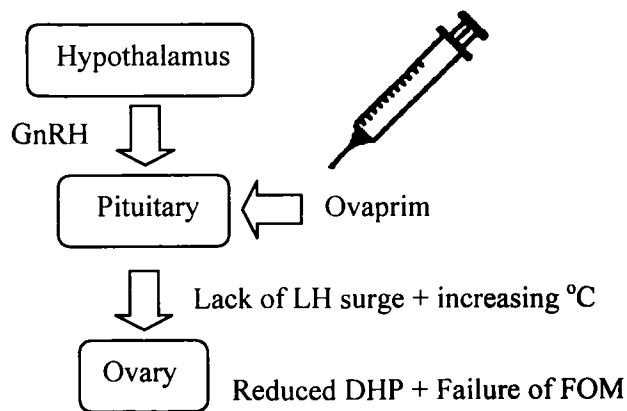 Hypothalamus
GnRH
Pituitary
Ovaprim
Lack of LH surge + increasing °C
Ovary
Reduced DHP + Failure of FOM